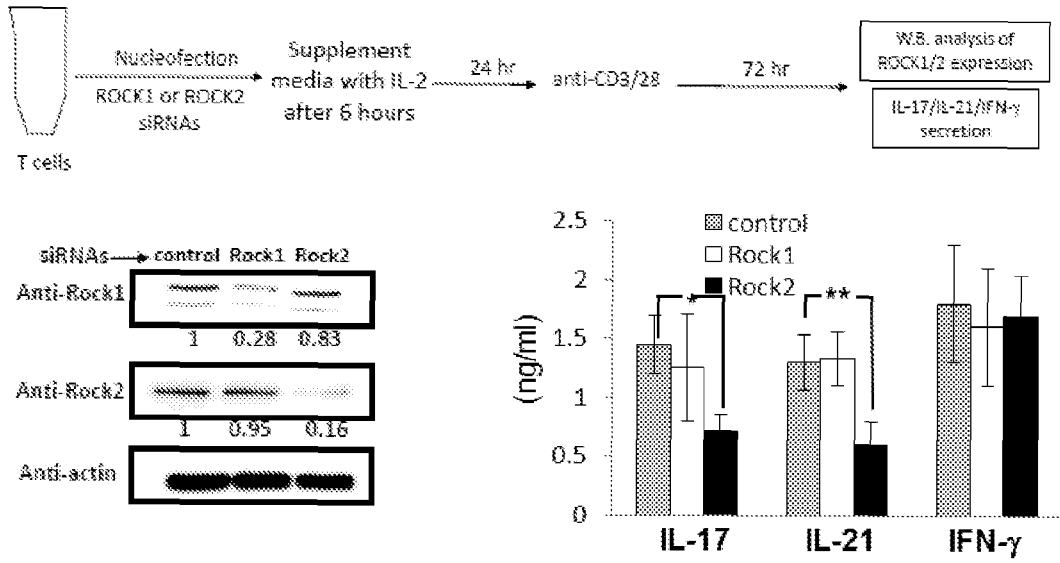 Nucleofection
ROCK1 or ROCK2
siRNAs
T cells
Supplement
media with IL-2
after 6 hours
24 hr
anti-CD3/28
72 hr
W.B. analysis of
ROCK1/2 expression
IL-17/IL-21/IFN-γ
secretion
siRNAs control Rock1 Rock2
Anti-Rock1
1 0.28 0.83
Anti-Rock2
1 0.95 0.16
Anti-actin
(ng/ml)
2.5
2
1.5
1
0.5
0
control
Rock1
Rock2
* **
IL-17 IL-21 IFN-γ